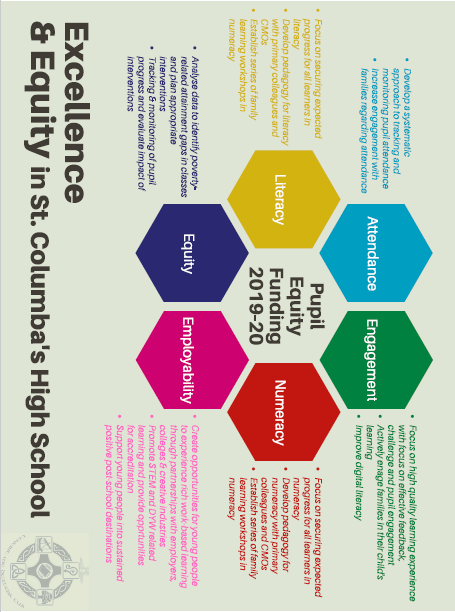 • Develop a systematic
approach to tracking and
monitoring pupil attendance
• increase engagement with
families regarding attendance
Attendance
Engagement
• Focus on high quality learning experience
with focus on effective feedback,
challenge and pupil engagement
• Actively enage families in their child's
learning
• Improve digital literacy
• Focus on securing expected
progress for all learners in
literacy
• Develop pedagogy for literacy
with primary colleagues and
CMOs
• Establish series of family
learning workshops in
numeracy
Literacy
Pupil
Equity
Funding
2019-20
Numeracy
• Focus on securing expected
progress for all learners in
numeracy
• Develop pedagogy for
numeracy with primary
colleagues and CMOs
• Establish series of family
learning workshops in
numeracy
• Analyse data to identify poverty-
related attainment gaps in classes
and plan appropriate
interventions
• Tracking & monitoring of pupil
progress and evaluate impact of
interventions
Equity
Employability
• Create opportunities for young people
to experience rich work-based learning
through partnerships with employers,
colleges & creative industries
• Promote STEM and DYW related
learning and provide opprtunities
for accreditation
• Support young people into sustained
positive post school destinations
Excellence
& Equity in St. Columba's High School